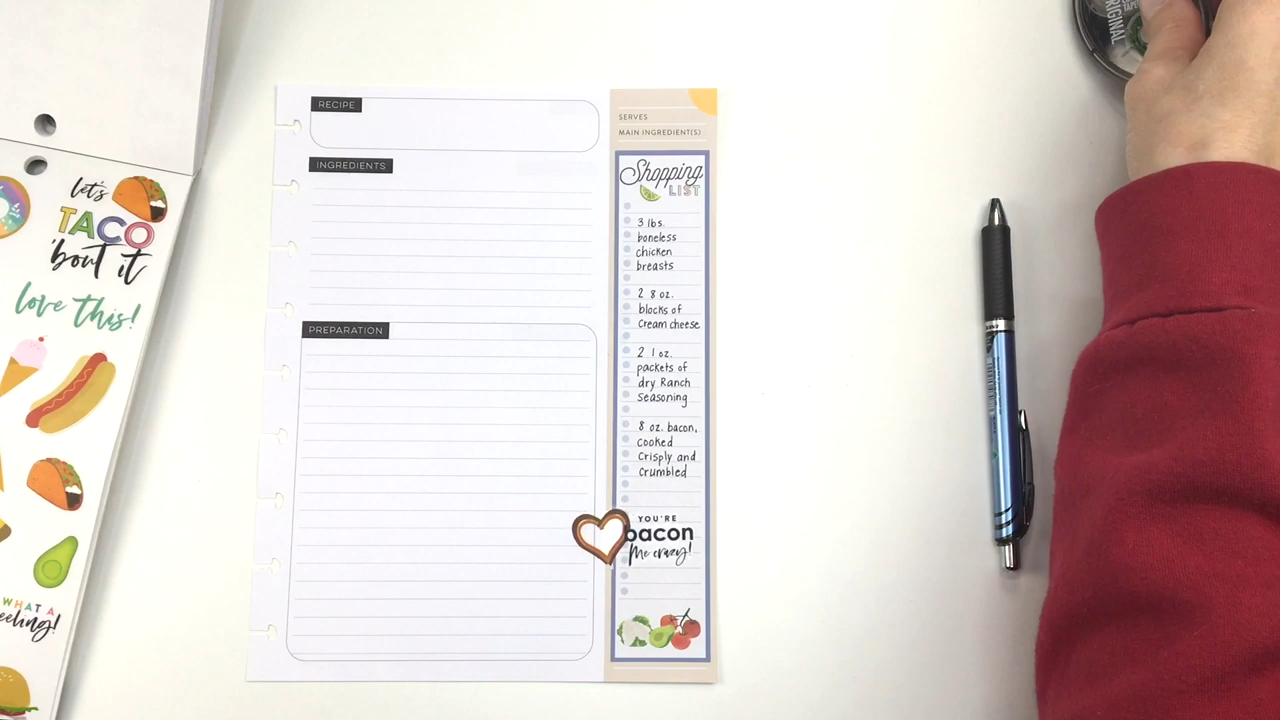 let's
TACO
'bout it
love this!
WHAT A
feeling!
RECIPE
INGREDIENTS
PREPARATION
SERVES
MAIN INGREDIENT(S)
Shopping
LIST
3 lbs.
boneless
chicken
breasts
2 8 oz.
blocks of
Cream cheese
2 1 oz.
packets of
dry Ranch
Seasoning
8 oz. bacon,
cooked
Crisply and
Crumbled
YOU'RE
bacon
Me crazy!
ORIGINAL
TAPE